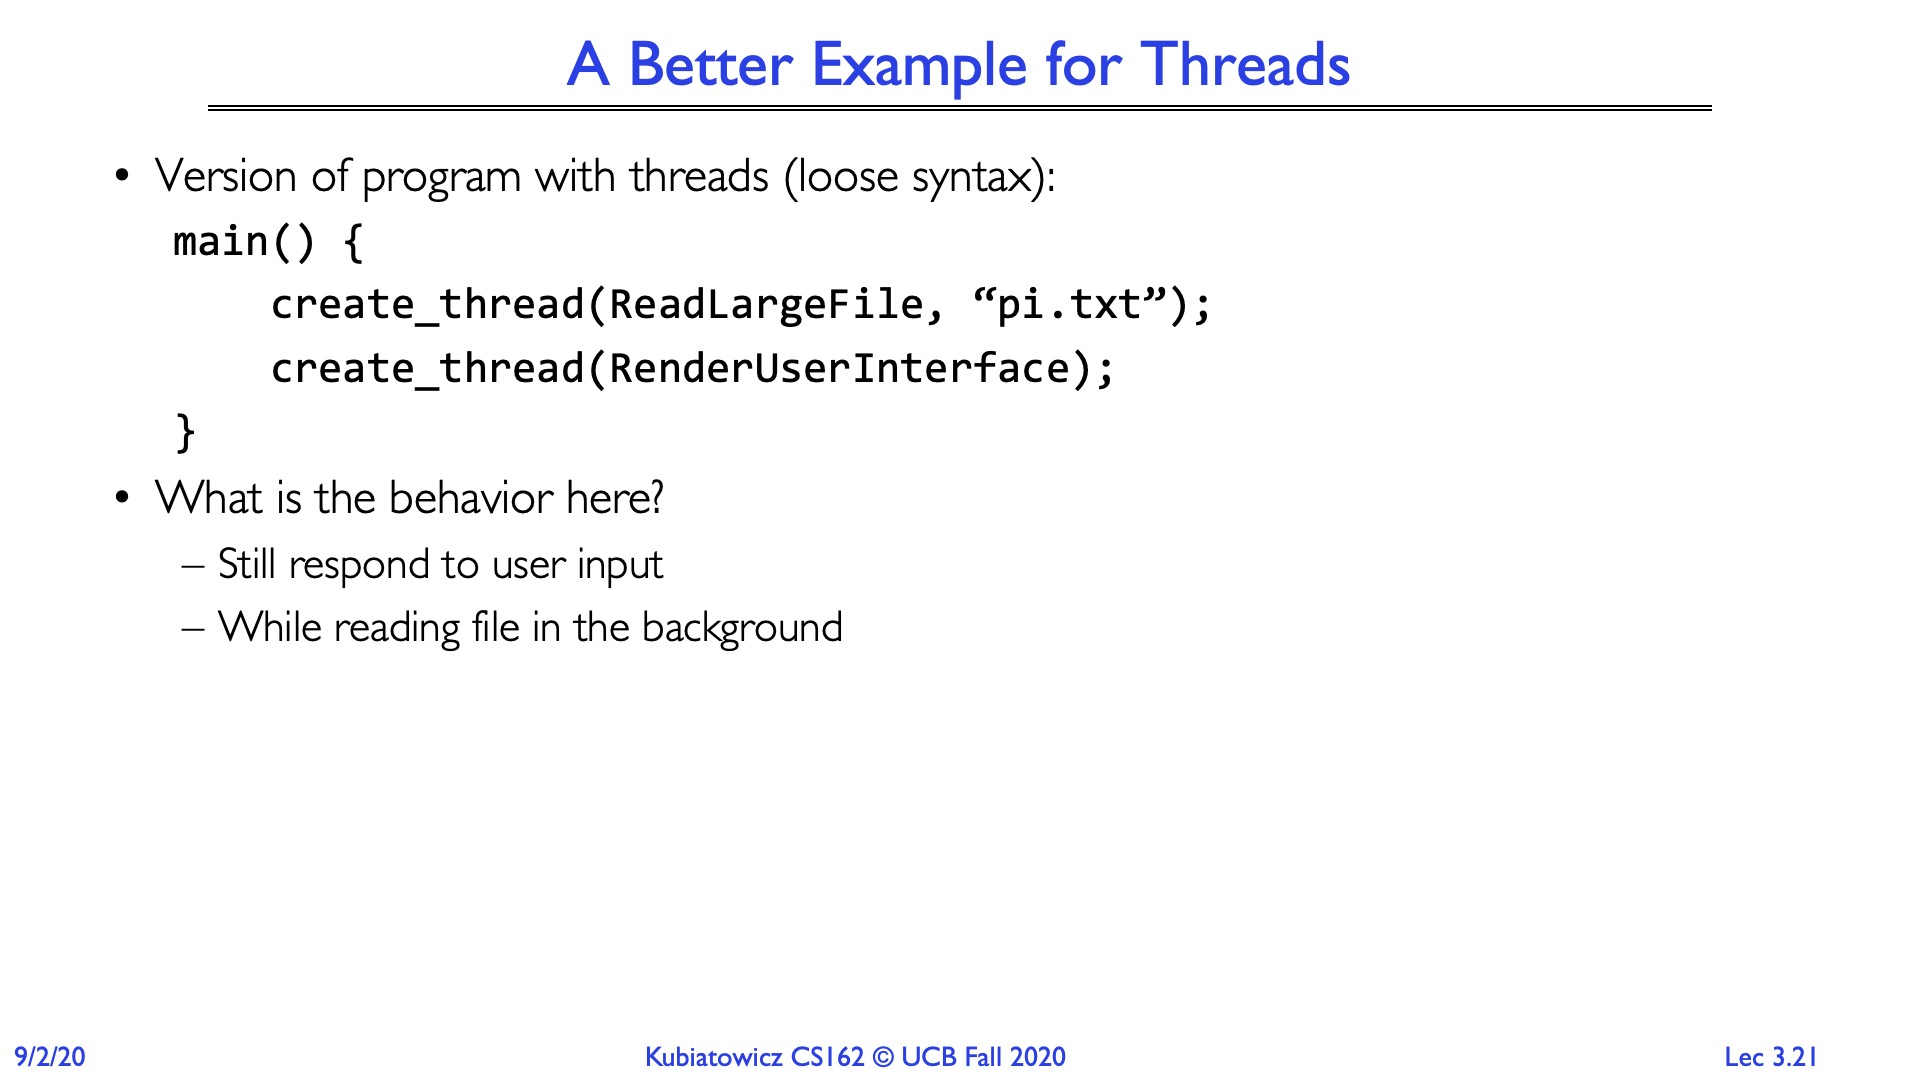 A Better Example for Threads
• Version of program with threads (loose syntax):
main() {
create_thread(ReadLargeFile, “pi.txt”);
create_thread(RenderUserInterface);
}
• What is the behavior here?
– Still respond to user input
– While reading file in the background
9/2/20
Kubiatowicz CS162 © UCB Fall 2020
Lec 3.21